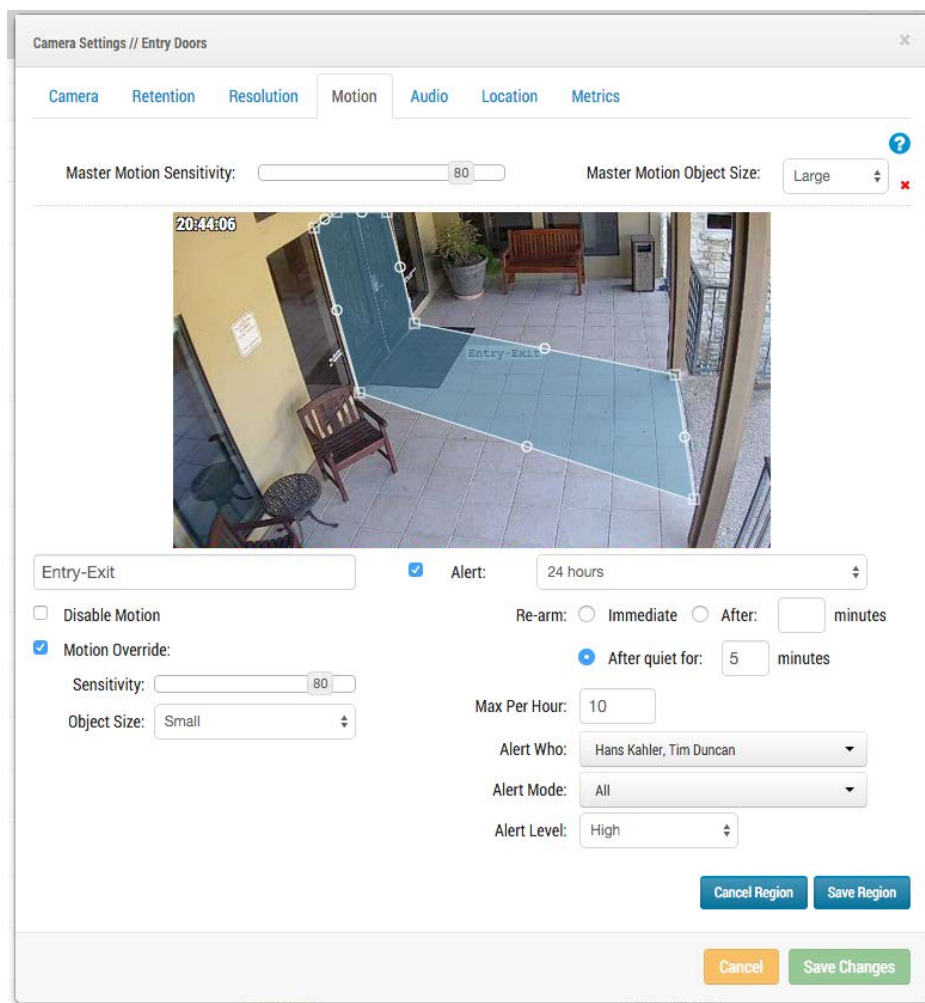 Camera Settings // Entry Doors ×
Camera Retention Resolution Motion Audio Location Metrics
?
Master Motion Sensitivity: 80 Master Motion Object Size: Large
20:44:06
Entry-Exit
Entry-Exit Alert: 24 hours
Disable Motion Re-arm: Immediate After: minutes
Motion Override: After quiet for: 5 minutes
Sensitivity: 80
Object Size: Small Max Per Hour: 10
Alert Who: Hans Kahler, Tim Duncan
Alert Mode: All
Alert Level: High
Cancel Region Save Region
Cancel Save Changes